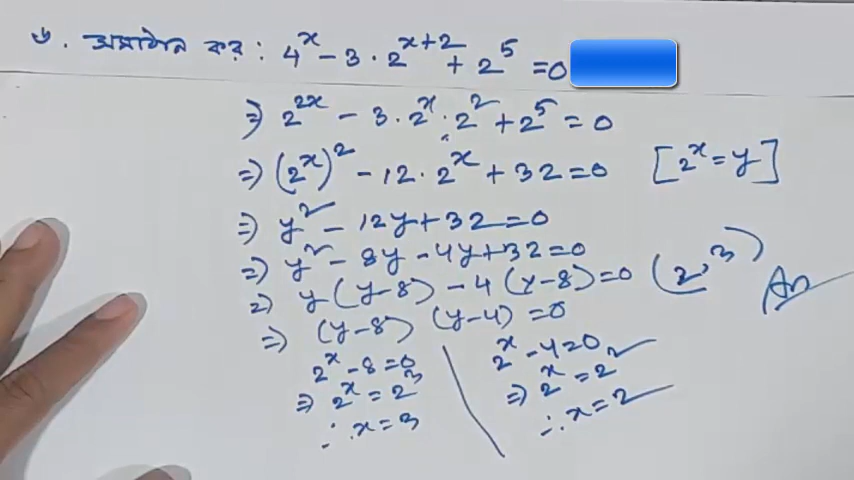 ৩. সমাধান কর: 4^x - 3 · 2^(x+2) + 2^5 = 0
⇒ 2^(2x) - 3 · 2^x · 2^2 + 2^5 = 0
⇒ (2^x)^2 - 12 · 2^x + 32 = 0 [2^x = y]
⇒ y^2 - 12y + 32 = 0
⇒ y^2 - 8y - 4y + 32 = 0
⇒ y(y-8) - 4(y-8) = 0 (2, 3) An
⇒ (y-8) (y-4) = 0
2^x - 8 = 0
⇒ 2^x = 2^3
∴ x = 3
2^x - 4 = 0
⇒ 2^x = 2^2
∴ x = 2